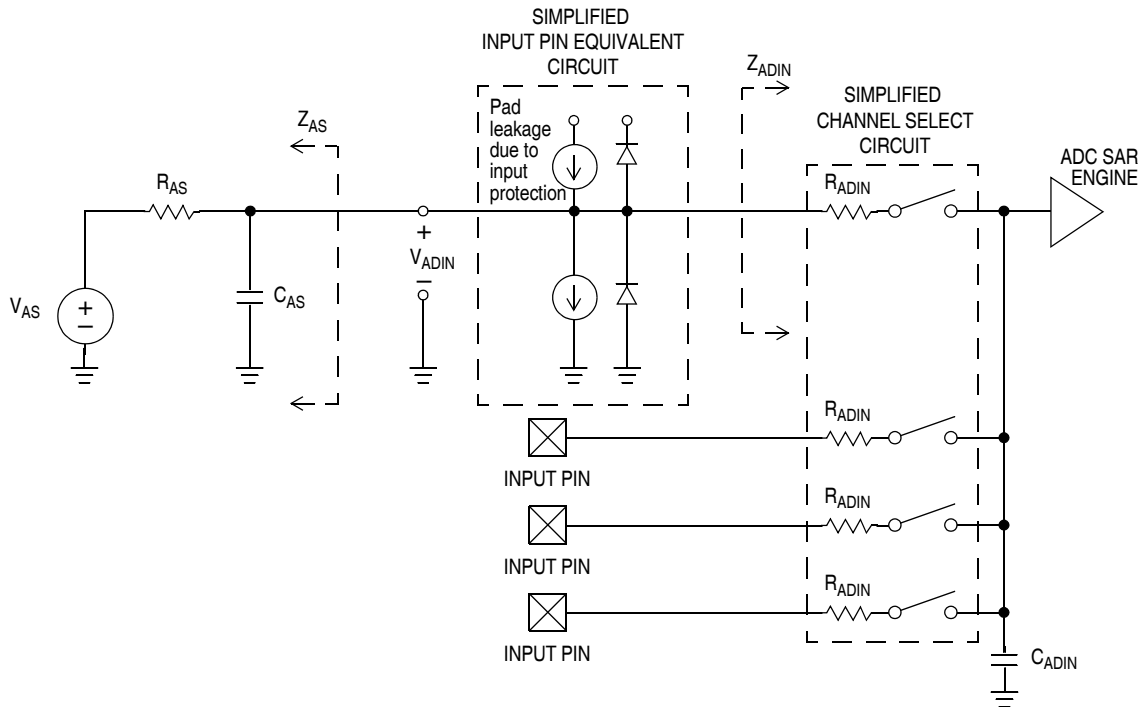 SIMPLIFIED
INPUT PIN EQUIVALENT
CIRCUIT
Z_ADIN
SIMPLIFIED
CHANNEL SELECT
CIRCUIT
Pad
leakage
due to
input
protection
Z_AS
R_AS
R_ADIN
ADC SAR
ENGINE
+
V_ADIN
–
V_AS
+
–
C_AS
R_ADIN
INPUT PIN
R_ADIN
INPUT PIN
R_ADIN
INPUT PIN
C_ADIN